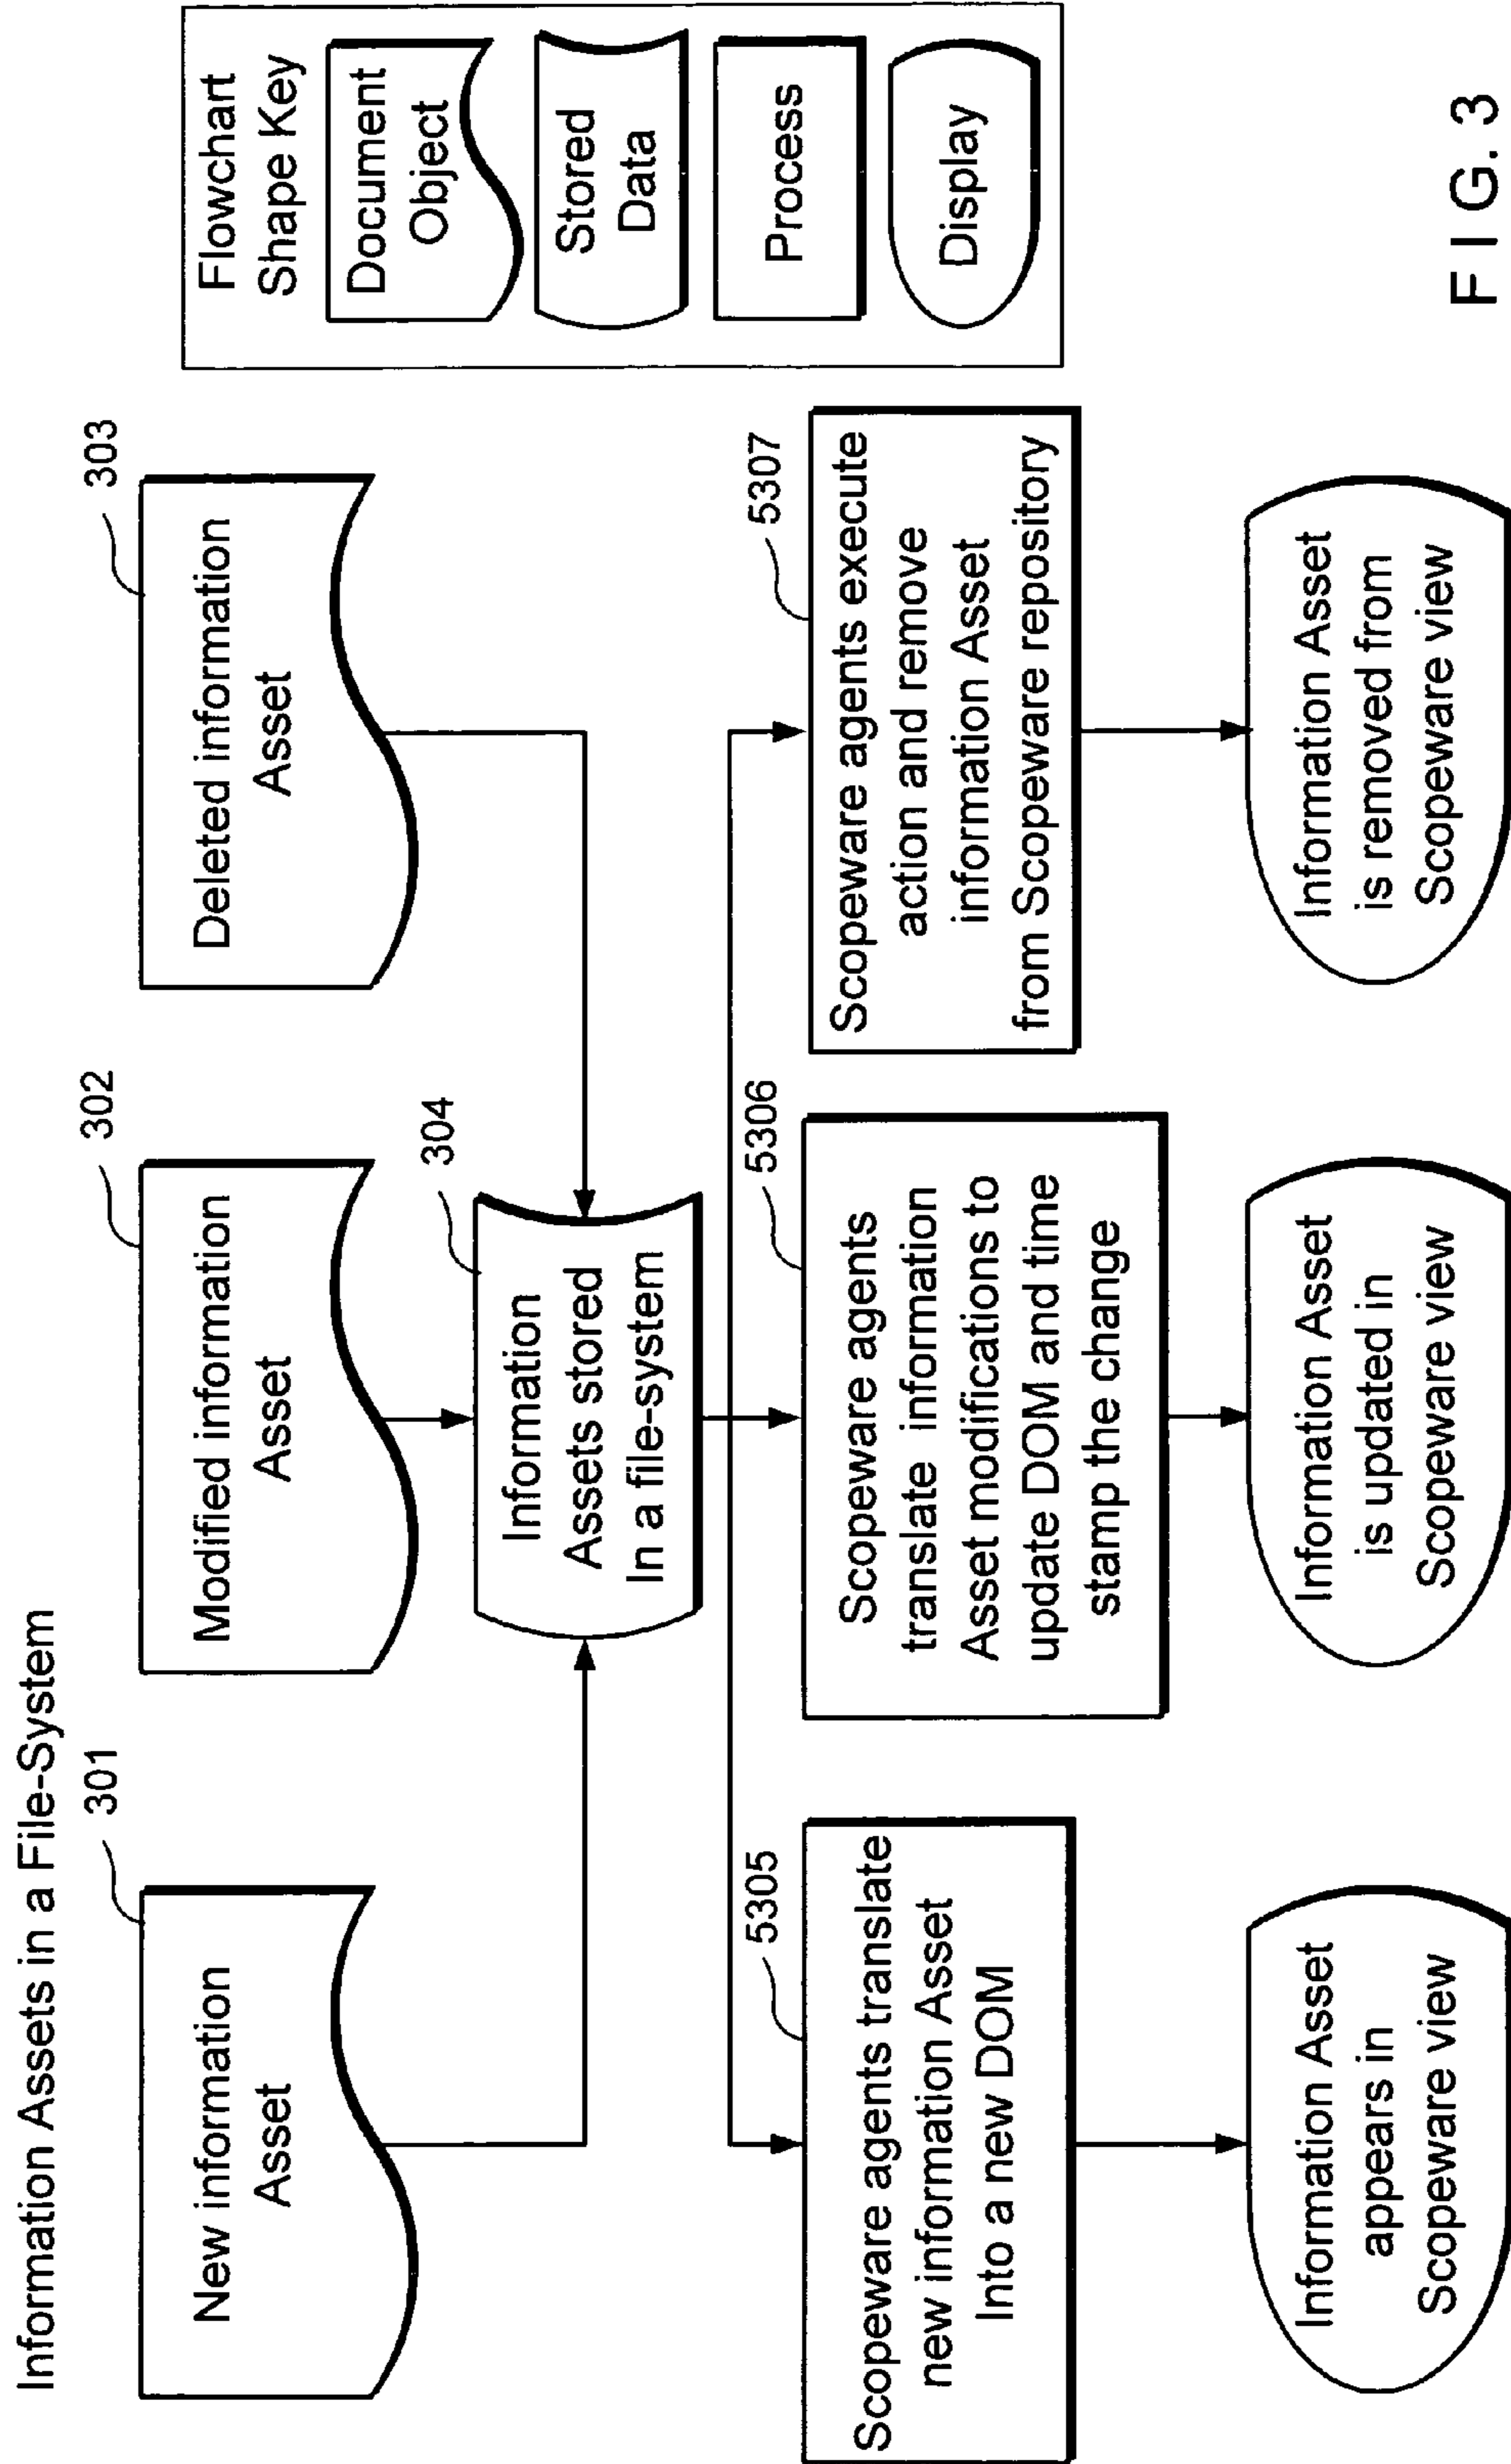 Information Assets in a File-System
301
New information
Asset
302
Modified information
Asset
303
Deleted information
Asset
304
Information
Assets stored
In a file-system
5305
Scopeware agents translate
new information Asset
Into a new DOM
5306
Scopeware agents
translate information
Asset modifications to
update DOM and time
stamp the change
5307
Scopeware agents execute
action and remove
information Asset
from Scopeware repository
Information Asset
appears in
Scopeware view
Information Asset
is updated in
Scopeware view
Information Asset
is removed from
Scopeware view
Flowchart
Shape Key
Document
Object
Stored
Data
Process
Display
FIG. 3